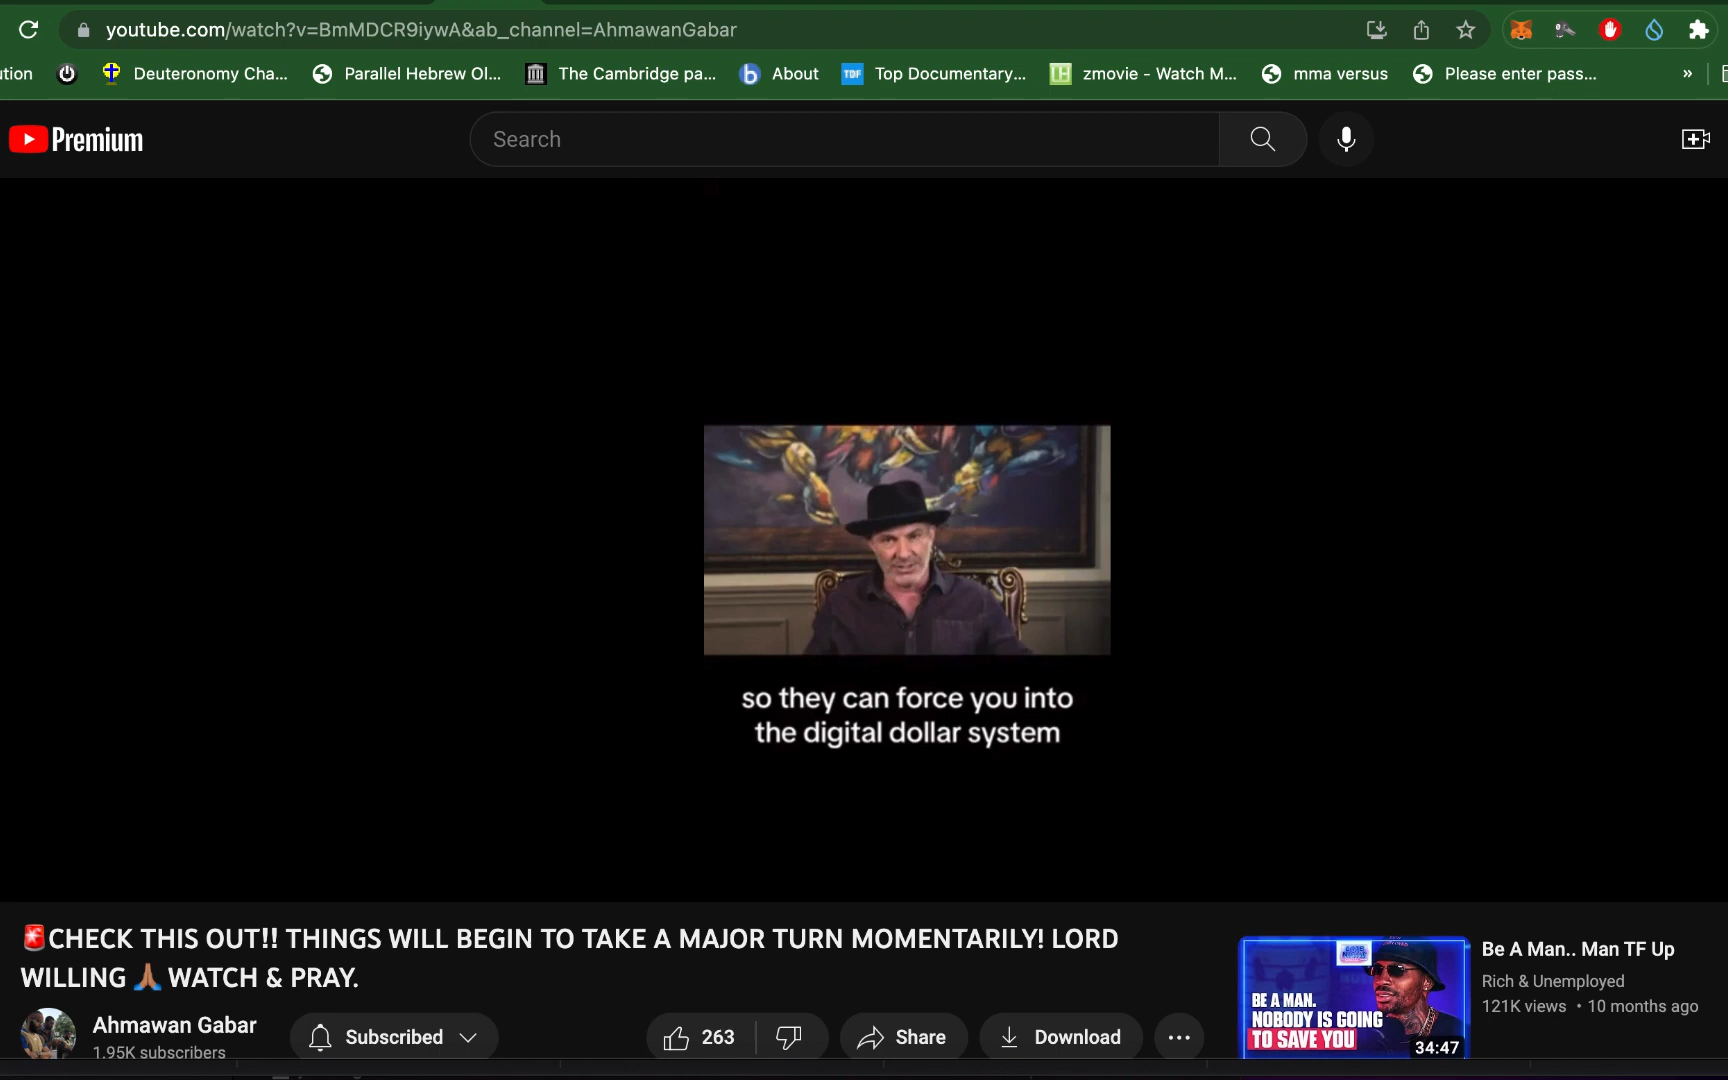 youtube.com/watch?v=BmMDCR9iywA&ab_channel=AhmawanGabar
ution Deuteronomy Cha... Parallel Hebrew Ol... The Cambridge pa... b About TDF Top Documentary... zmovie - Watch M... mma versus Please enter pass... »
Premium
Search
so they can force you into
the digital dollar system
🚨CHECK THIS OUT!! THINGS WILL BEGIN TO TAKE A MAJOR TURN MOMENTARILY! LORD
WILLING 🙏🏾 WATCH & PRAY.
Ahmawan Gabar
1.95K subscribers
Subscribed
263
Share
Download
BE A MAN.
NOBODY IS GOING
TO SAVE YOU
34:47
Be A Man.. Man TF Up
Rich & Unemployed
121K views • 10 months ago